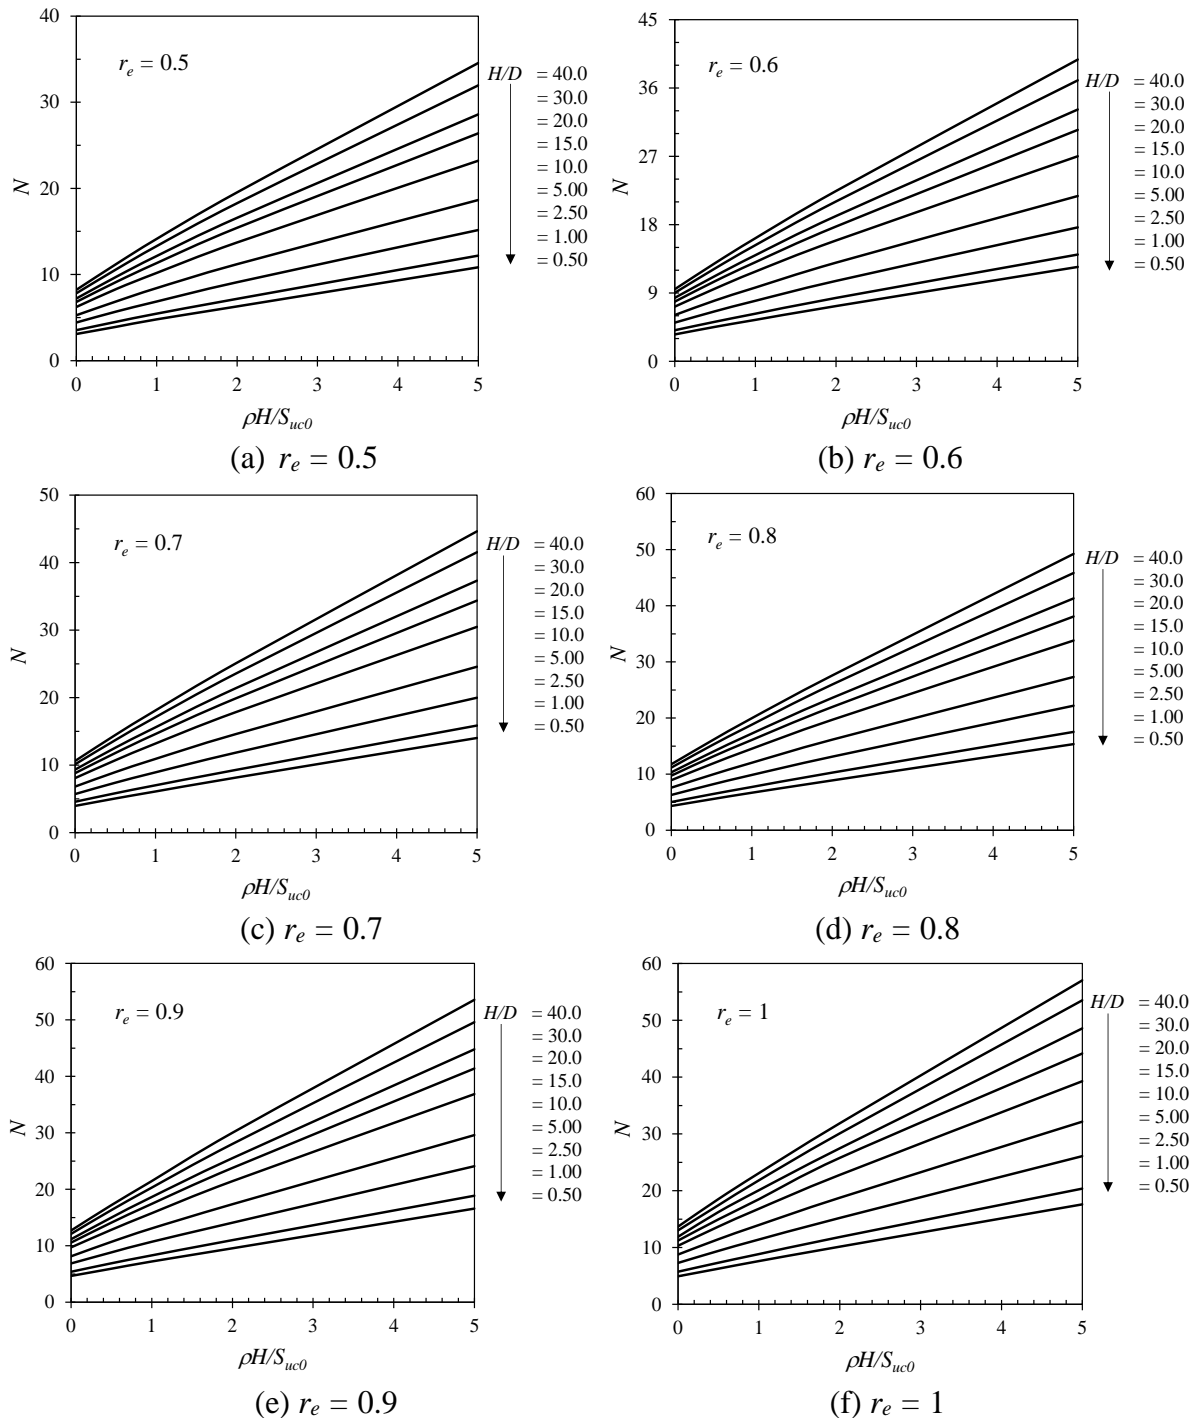 40
30
20
10
0
N
r_e = 0.5
H/D = 40.0
= 30.0
= 20.0
= 15.0
= 10.0
= 5.00
= 2.50
= 1.00
= 0.50
0 1 2 3 4 5
ρH/S_uc0
(a) r_e = 0.5
45
36
27
18
9
0
N
r_e = 0.6
H/D = 40.0
= 30.0
= 20.0
= 15.0
= 10.0
= 5.00
= 2.50
= 1.00
= 0.50
0 1 2 3 4 5
ρH/S_uc0
(b) r_e = 0.6
50
40
30
20
10
0
N
r_e = 0.7
H/D = 40.0
= 30.0
= 20.0
= 15.0
= 10.0
= 5.00
= 2.50
= 1.00
= 0.50
0 1 2 3 4 5
ρH/S_uc0
(c) r_e = 0.7
60
50
40
30
20
10
0
N
r_e = 0.8
H/D = 40.0
= 30.0
= 20.0
= 15.0
= 10.0
= 5.00
= 2.50
= 1.00
= 0.50
0 1 2 3 4 5
ρH/S_uc0
(d) r_e = 0.8
60
50
40
30
20
10
0
N
r_e = 0.9
H/D = 40.0
= 30.0
= 20.0
= 15.0
= 10.0
= 5.00
= 2.50
= 1.00
= 0.50
0 1 2 3 4 5
ρH/S_uc0
(e) r_e = 0.9
60
50
40
30
20
10
0
N
r_e = 1
H/D = 40.0
= 30.0
= 20.0
= 15.0
= 10.0
= 5.00
= 2.50
= 1.00
= 0.50
0 1 2 3 4 5
ρH/S_uc0
(f) r_e = 1